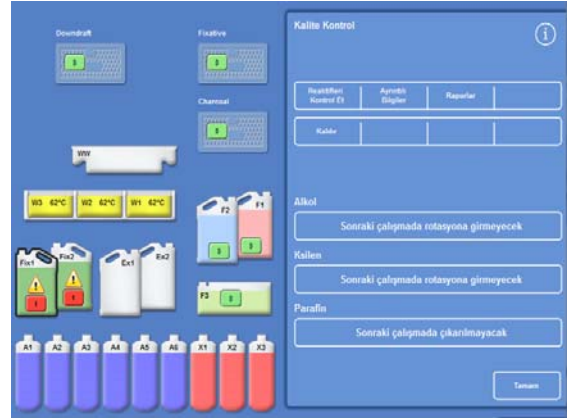 Downdraft
Fixative
Charcoal
WW
W3 62°C W2 62°C W1 62°C
F2 F1
Fix1 Fix2 Ex1 Ex2
F3
A1 A2 A3 A4 A5 A6 X1 X2 X3
Kalite Kontrol
i
Reaktifleri Ayrıntılı Raporlar
Kontrol Et Bilgiler
Kaldır
Alkol
Sonraki çalışmada rotasyona girmeyecek
Ksilen
Sonraki çalışmada rotasyona girmeyecek
Parafin
Sonraki çalışmada çıkarılmayacak
Tamam